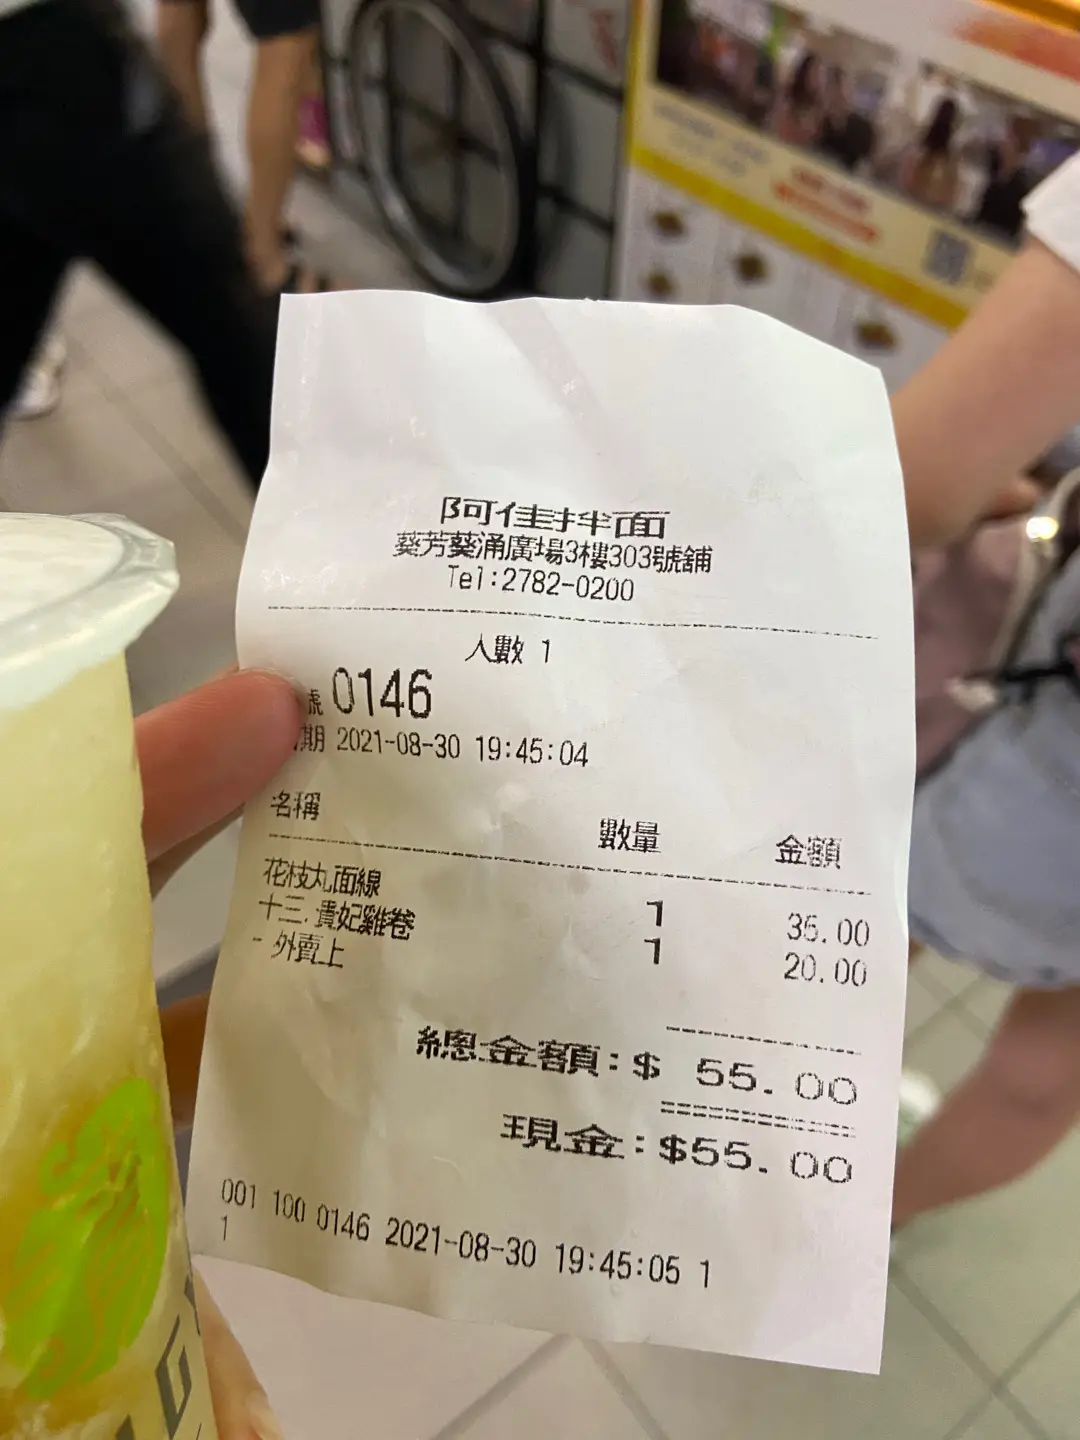 阿佳拌面
葵芳葵涌廣場3樓303號舖
Tel:2782-0200
人數 1
號 0146
期 2021-08-30 19:45:04
名稱 數量 金額
花枝丸面線 1 35.00
十三.貴妃雞卷 1 20.00
- 外賣上
總金額:$ 55.00
現金:$55.00
001 100 0146 2021-08-30 19:45:05 1
1